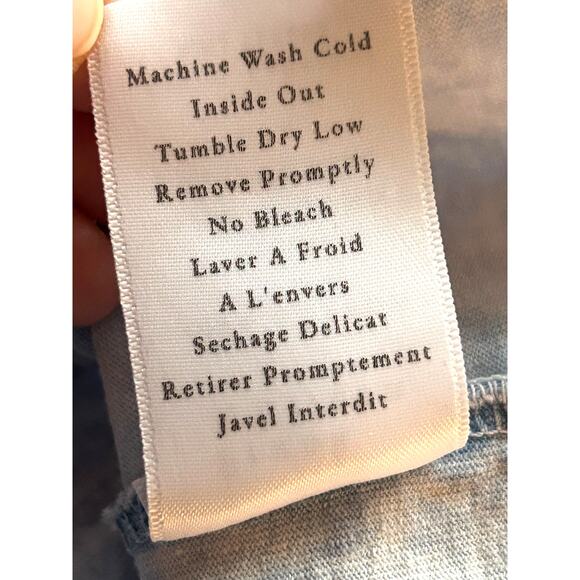 Machine Wash Cold
Inside Out
Tumble Dry Low
Remove Promptly
No Bleach
Laver A Froid
A L'envers
Sechage Delicat
Retirer Promptement
Javel Interdit